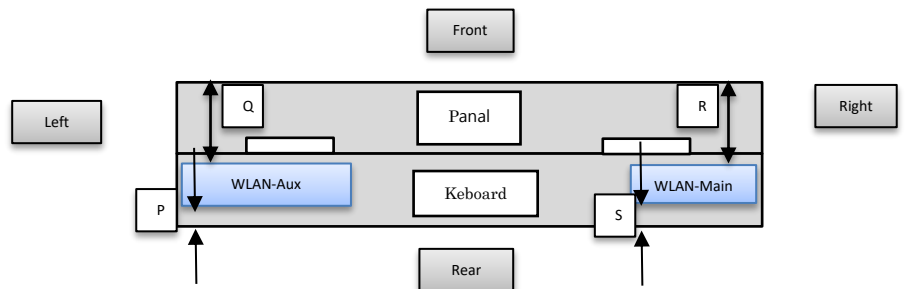 Front
Q
Panal
R
Left
Right
WLAN-Aux
Keboard
WLAN-Main
P
S
Rear